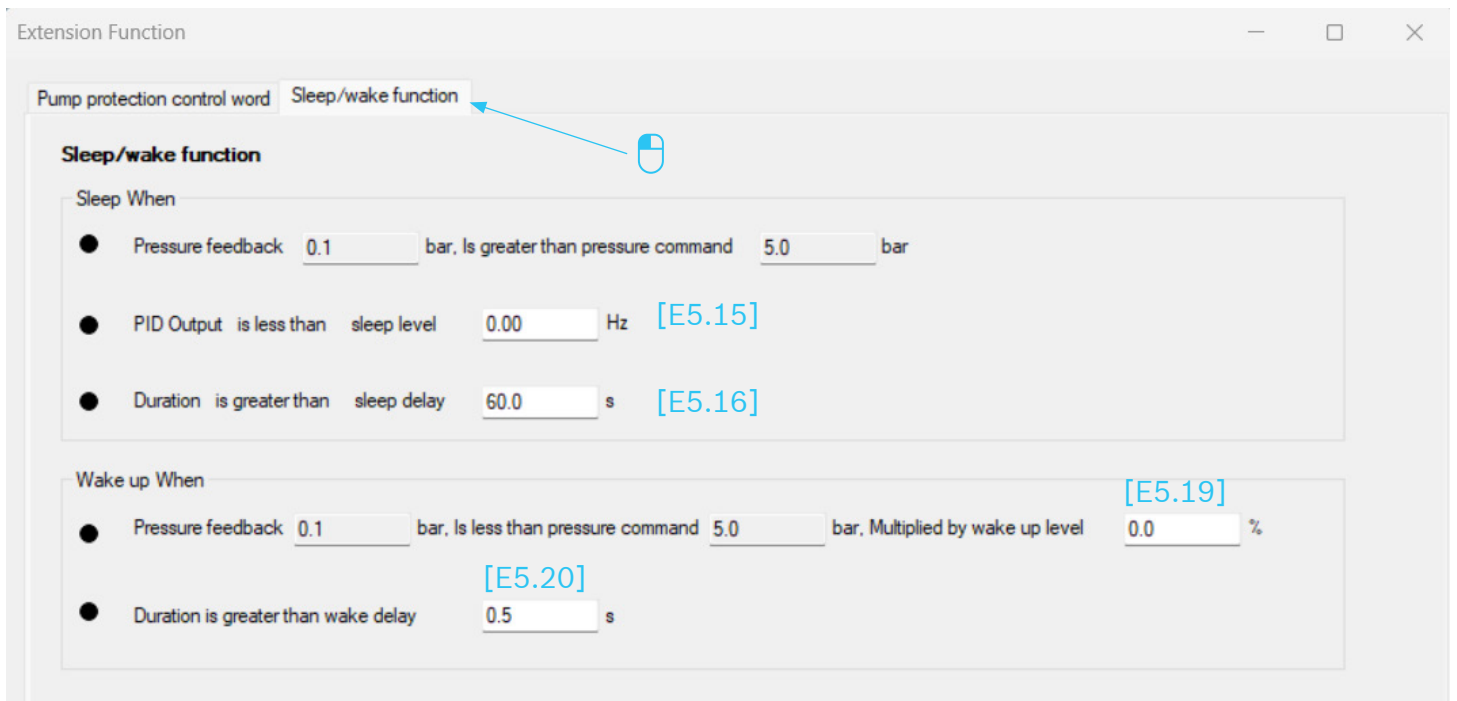 Extension Function
Pump protection control word Sleep/wake function
Sleep/wake function
Sleep When
Pressure feedback 0.1 bar, Is greater than pressure command 5.0 bar
PID Output is less than sleep level 0.00 Hz [E5.15]
Duration is greater than sleep delay 60.0 s [E5.16]
Wake up When
[E5.19]
Pressure feedback 0.1 bar, Is less than pressure command 5.0 bar, Multiplied by wake up level 0.0 %
[E5.20]
Duration is greater than wake delay 0.5 s